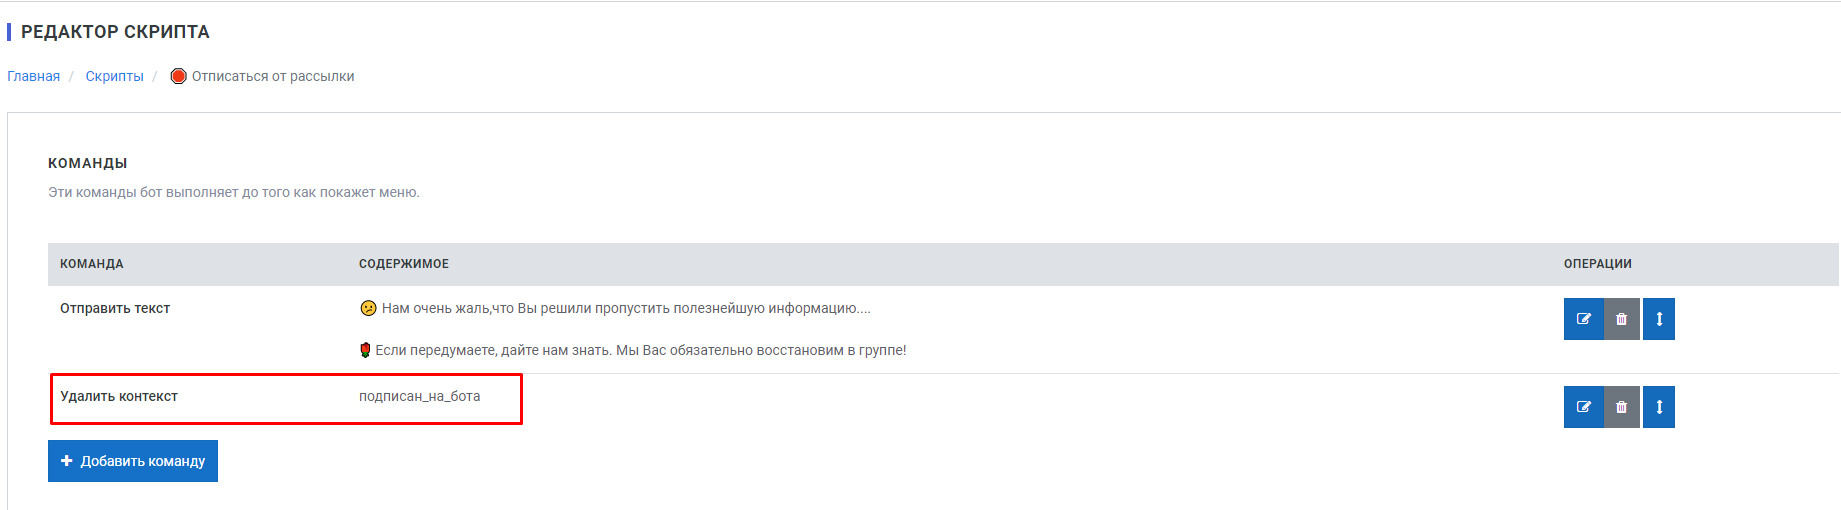 РЕДАКТОР СКРИПТА
Главная / Скрипты / Отписаться от рассылки
КОМАНДЫ
Эти команды бот выполняет до того как покажет меню.
КОМАНДА СОДЕРЖИМОЕ ОПЕРАЦИИ
Отправить текст Нам очень жаль,что Вы решили пропустить полезнейшую информацию....
Если передумаете, дайте нам знать. Мы Вас обязательно восстановим в группе!
Удалить контекст подписан_на_бота
+ Добавить команду